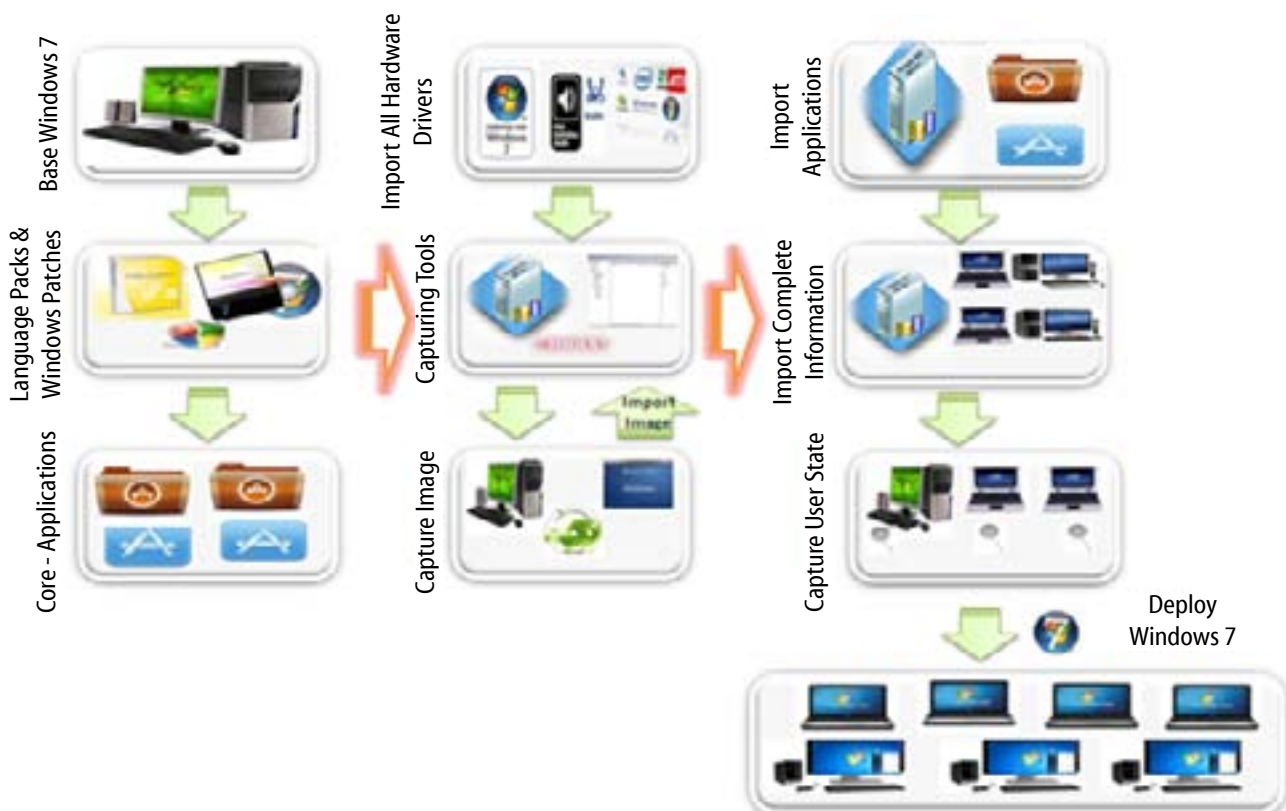 Base Windows 7
Import All Hardware
Drivers
Import
Applications
Language Packs &
Windows Patches
Capturing Tools
Import Complete
Information
Import
Image
Core - Applications
Capture Image
Capture User State
Deploy
Windows 7